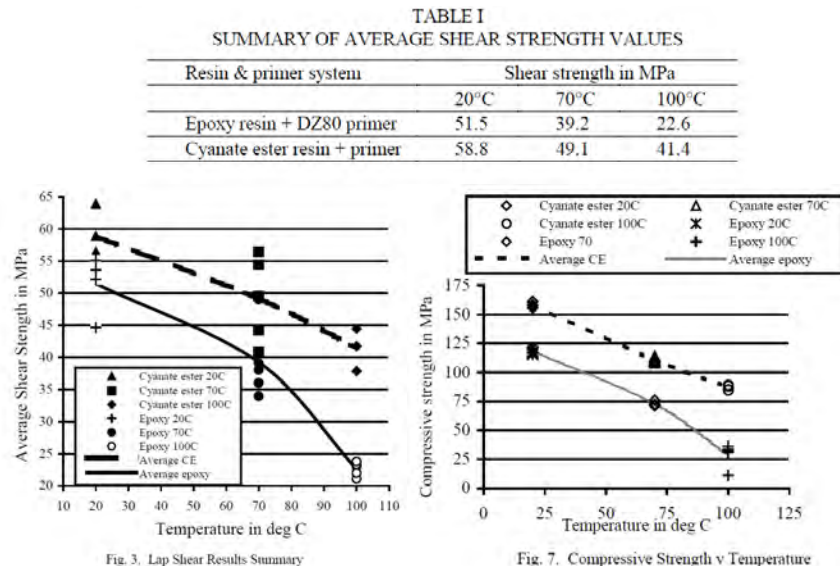 TABLE I
SUMMARY OF AVERAGE SHEAR STRENGTH VALUES
Resin & primer system Shear strength in MPa
20°C 70°C 100°C
Epoxy resin + DZ80 primer 51.5 39.2 22.6
Cyanate ester resin + primer 58.8 49.1 41.4
Average Shear Stength in MPa
65
60
55
50
45
40
35
30
25
20
Cyanate ester 20C
Cyanate ester 70C
Cyanate ester 100C
Epoxy 20C
Epoxy 70C
Epoxy 100C
Average CE
Average epoxy
10 20 30 40 50 60 70 80 90 100 110
Temperature in deg C
Fig. 3. Lap Shear Results Summary
Cyanate ester 20C Cyanate ester 70C
Cyanate ester 100C Epoxy 20C
Epoxy 70 Epoxy 100C
Average CE Average epoxy
Compressive strength in MPa
175
150
125
100
75
50
25
0
0 25 50 75 100 125
Temperature in deg C
Fig. 7. Compressive Strength v Temperature